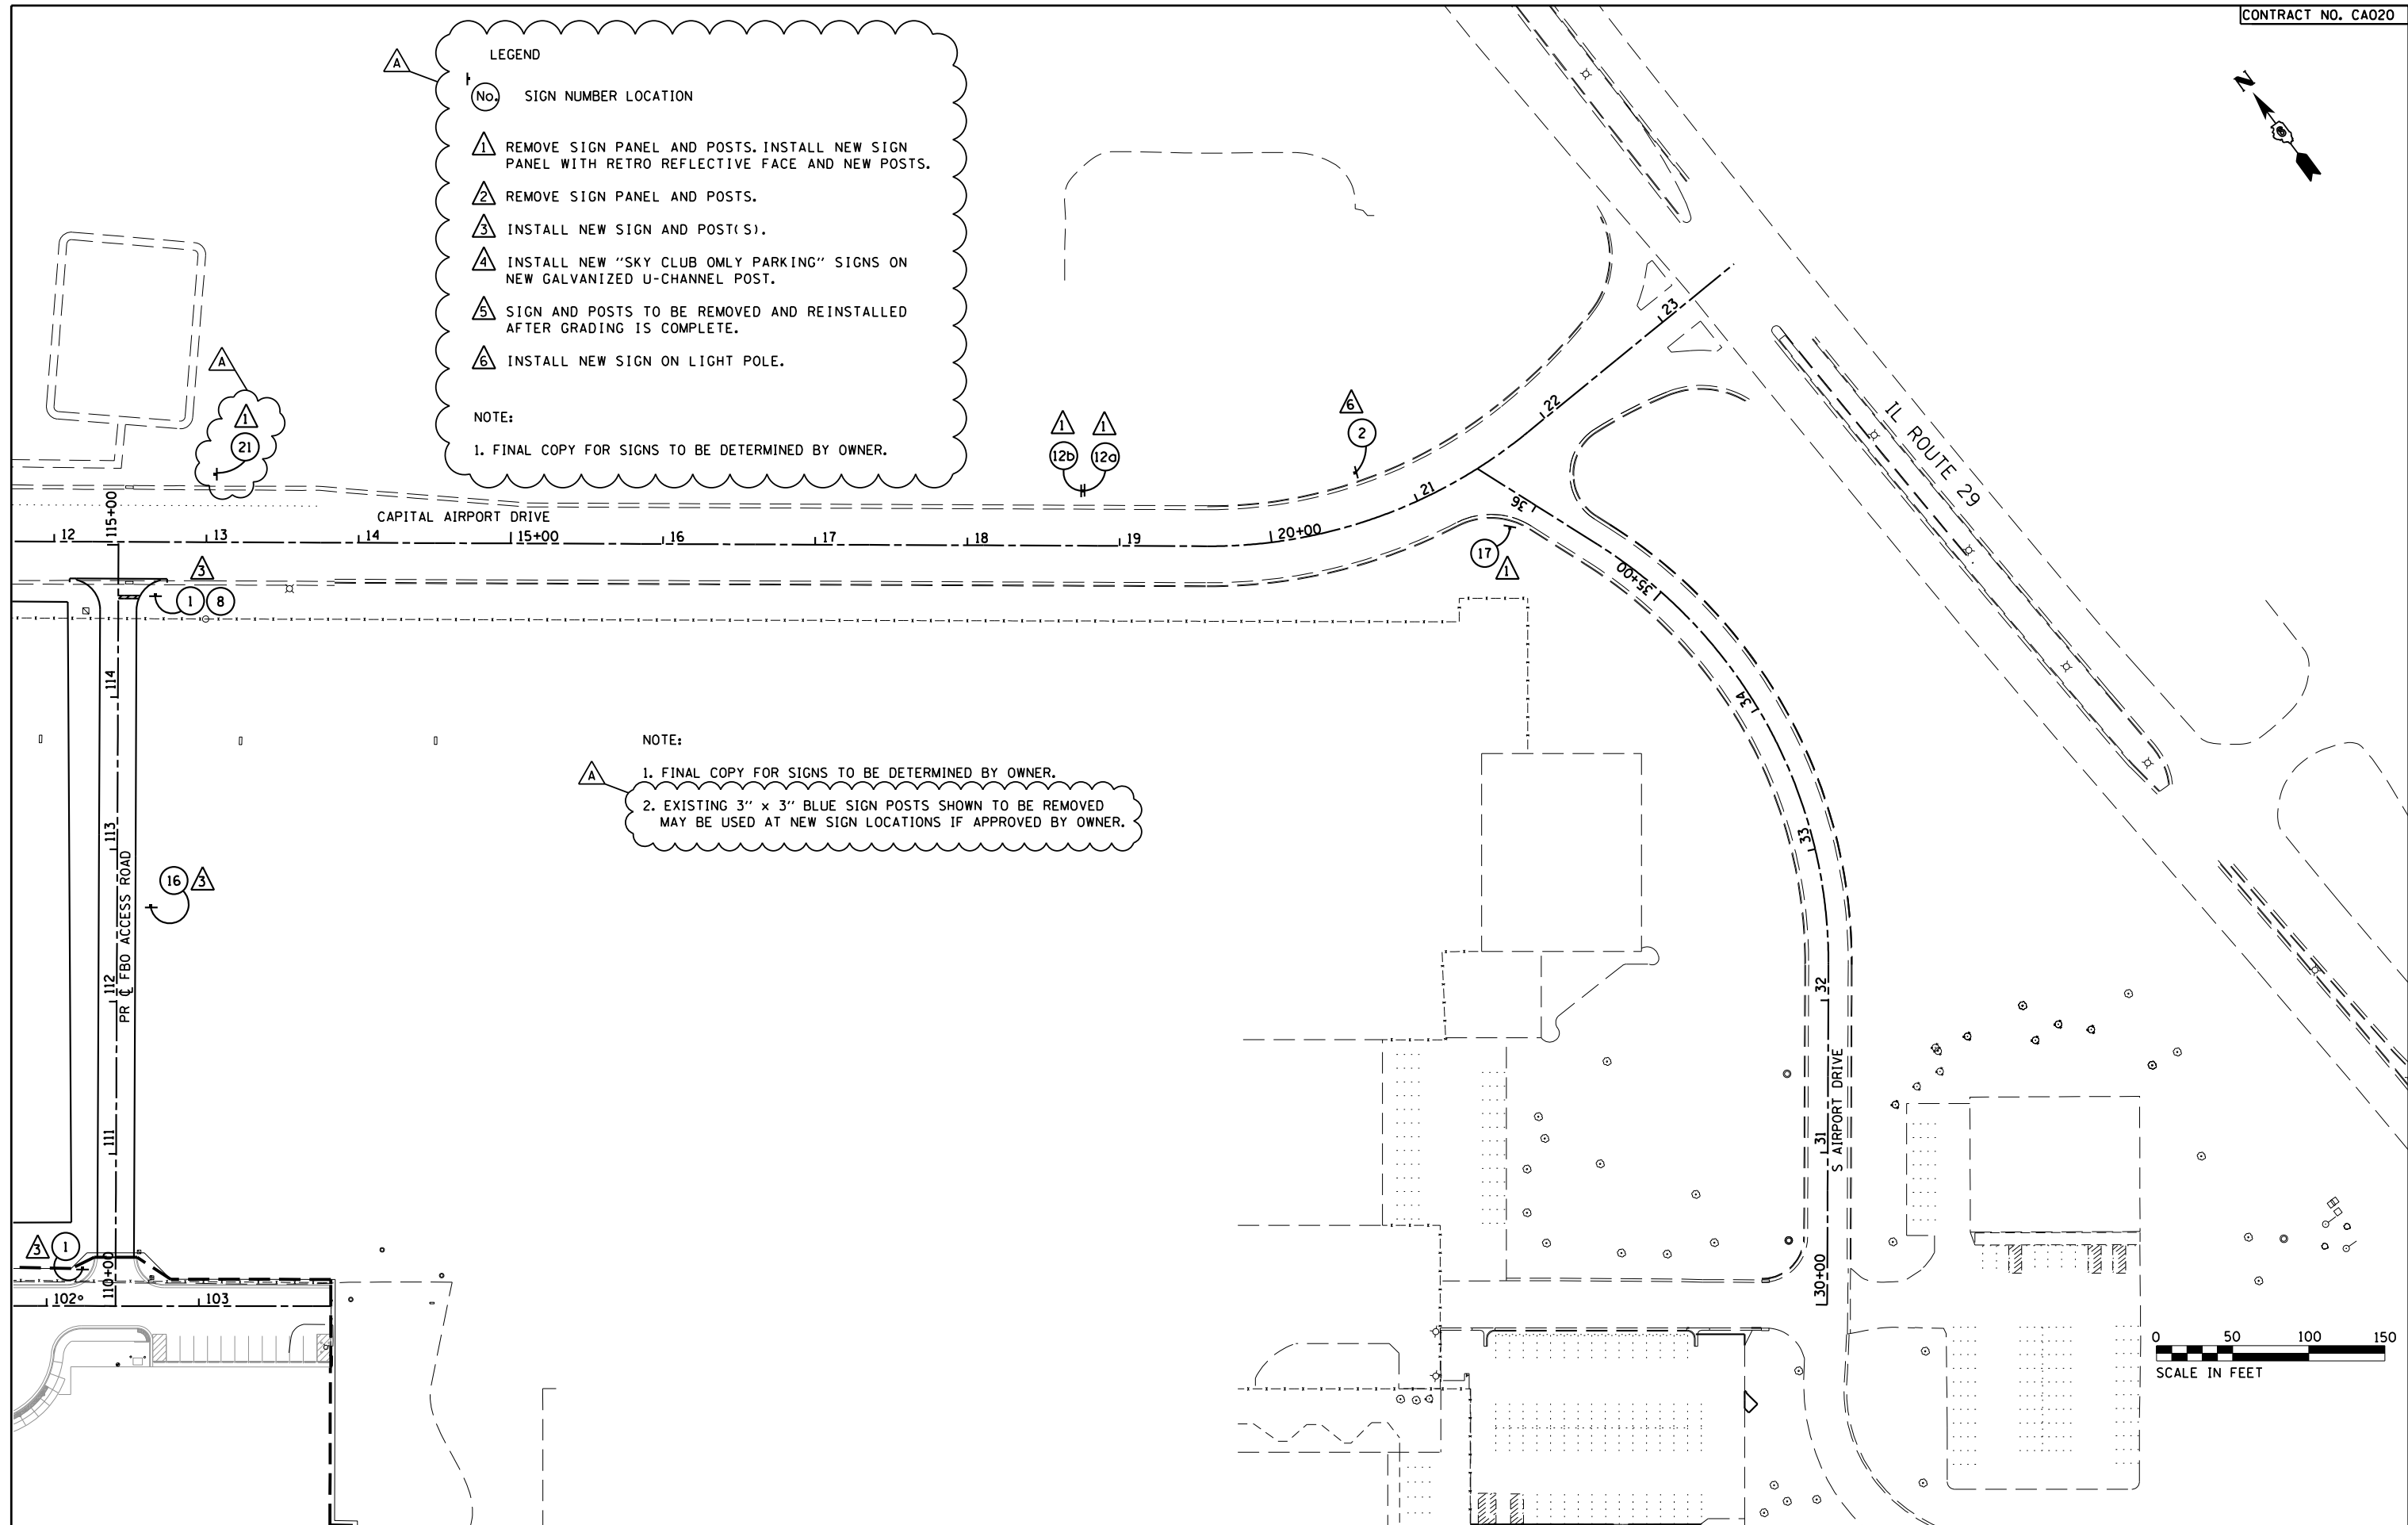 CONTRACT NO. CA020
N
A
LEGEND
No. SIGN NUMBER LOCATION
1 REMOVE SIGN PANEL AND POSTS. INSTALL NEW SIGN
PANEL WITH RETRO REFLECTIVE FACE AND NEW POSTS.
2 REMOVE SIGN PANEL AND POSTS.
3 INSTALL NEW SIGN AND POST(S).
4 INSTALL NEW "SKY CLUB OMLY PARKING" SIGNS ON
NEW GALVANIZED U-CHANNEL POST.
5 SIGN AND POSTS TO BE REMOVED AND REINSTALLED
AFTER GRADING IS COMPLETE.
6 INSTALL NEW SIGN ON LIGHT POLE.
NOTE:
1. FINAL COPY FOR SIGNS TO BE DETERMINED BY OWNER.
A
1
21
1 1
12b 12a
6
2
23
22
21
IL ROUTE 29
CAPITAL AIRPORT DRIVE
115+00
12 13 14 15+00 16 17 18 19 20+00
36
17
1
35+00
34
33
32
31
30+00
S AIRPORT DRIVE
3
1 8
114
113
112
111
110+00
PR ℄ FBO ACCESS ROAD
16 3
NOTE:
1. FINAL COPY FOR SIGNS TO BE DETERMINED BY OWNER.
A
2. EXISTING 3" x 3" BLUE SIGN POSTS SHOWN TO BE REMOVED
MAY BE USED AT NEW SIGN LOCATIONS IF APPROVED BY OWNER.
3 1
102 103
0 50 100 150
SCALE IN FEET